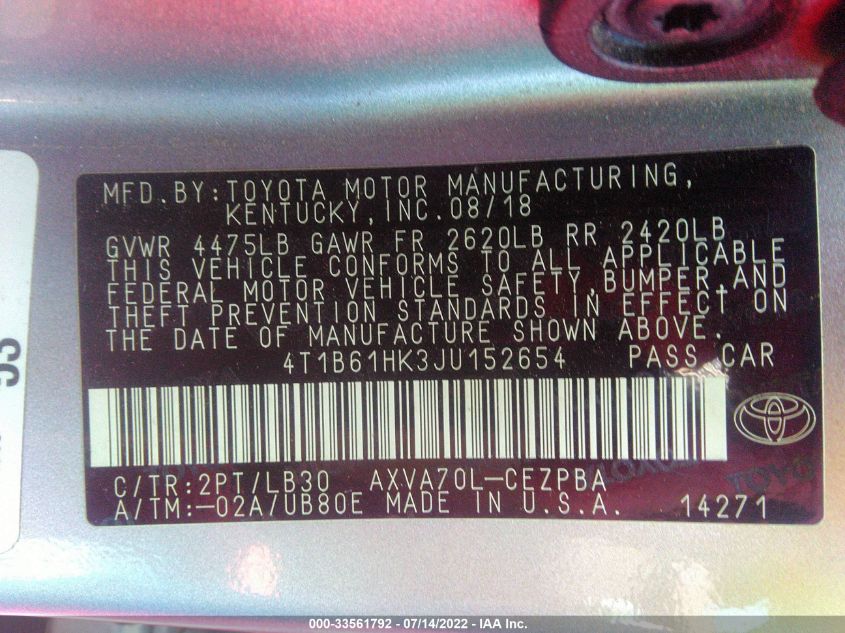 MFD.BY:TOYOTA MOTOR MANUFACTURING,
KENTUCKY,INC.08/18
GVWR 4475LB GAWR FR 2620LB RR 2420LB
THIS VEHICLE CONFORMS TO ALL APPLICABLE
FEDERAL MOTOR VEHICLE SAFETY,BUMPER,AND
THEFT PREVENTION STANDARDS IN EFFECT ON
THE DATE OF MANUFACTURE SHOWN ABOVE.
4T1B61HK3JU152654 PASS CAR
C/TR:2PT/LB30 AXVA70L-CEZPBA
A/TM:-02A/UB80E MADE IN U.S.A. 14271
000-33561792 - 07/14/2022 - IAA Inc.